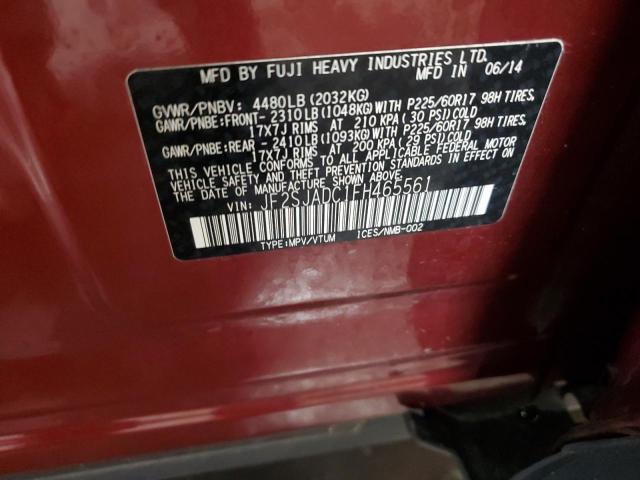 MFD BY FUJI HEAVY INDUSTRIES LTD.
MFD IN 06/14
GVWR/PNBV: 4480LB (2032KG)
GAWR/PNBE:FRONT- 2310LB (1048KG) WITH P225/60R17 98H TIRES,
17x7J RIMS AT 210 KPA ( 30 PSI) COLD
GAWR/PNBE:REAR - 2410LB (1093KG) WITH P225/60R17 98H TIRES,
17x7J RIMS AT 200 KPA ( 29 PSI) COLD
THIS VEHICLE CONFORMS TO ALL APPLICABLE FEDERAL MOTOR
VEHICLE SAFETY AND THEFT PREVENTION STANDARDS IN EFFECT ON
THE DATE OF MANUFACTURE SHOWN ABOVE.
VIN: JF2SJADC1FH465561
TYPE:MPV/VTUM ICES/NMB-002